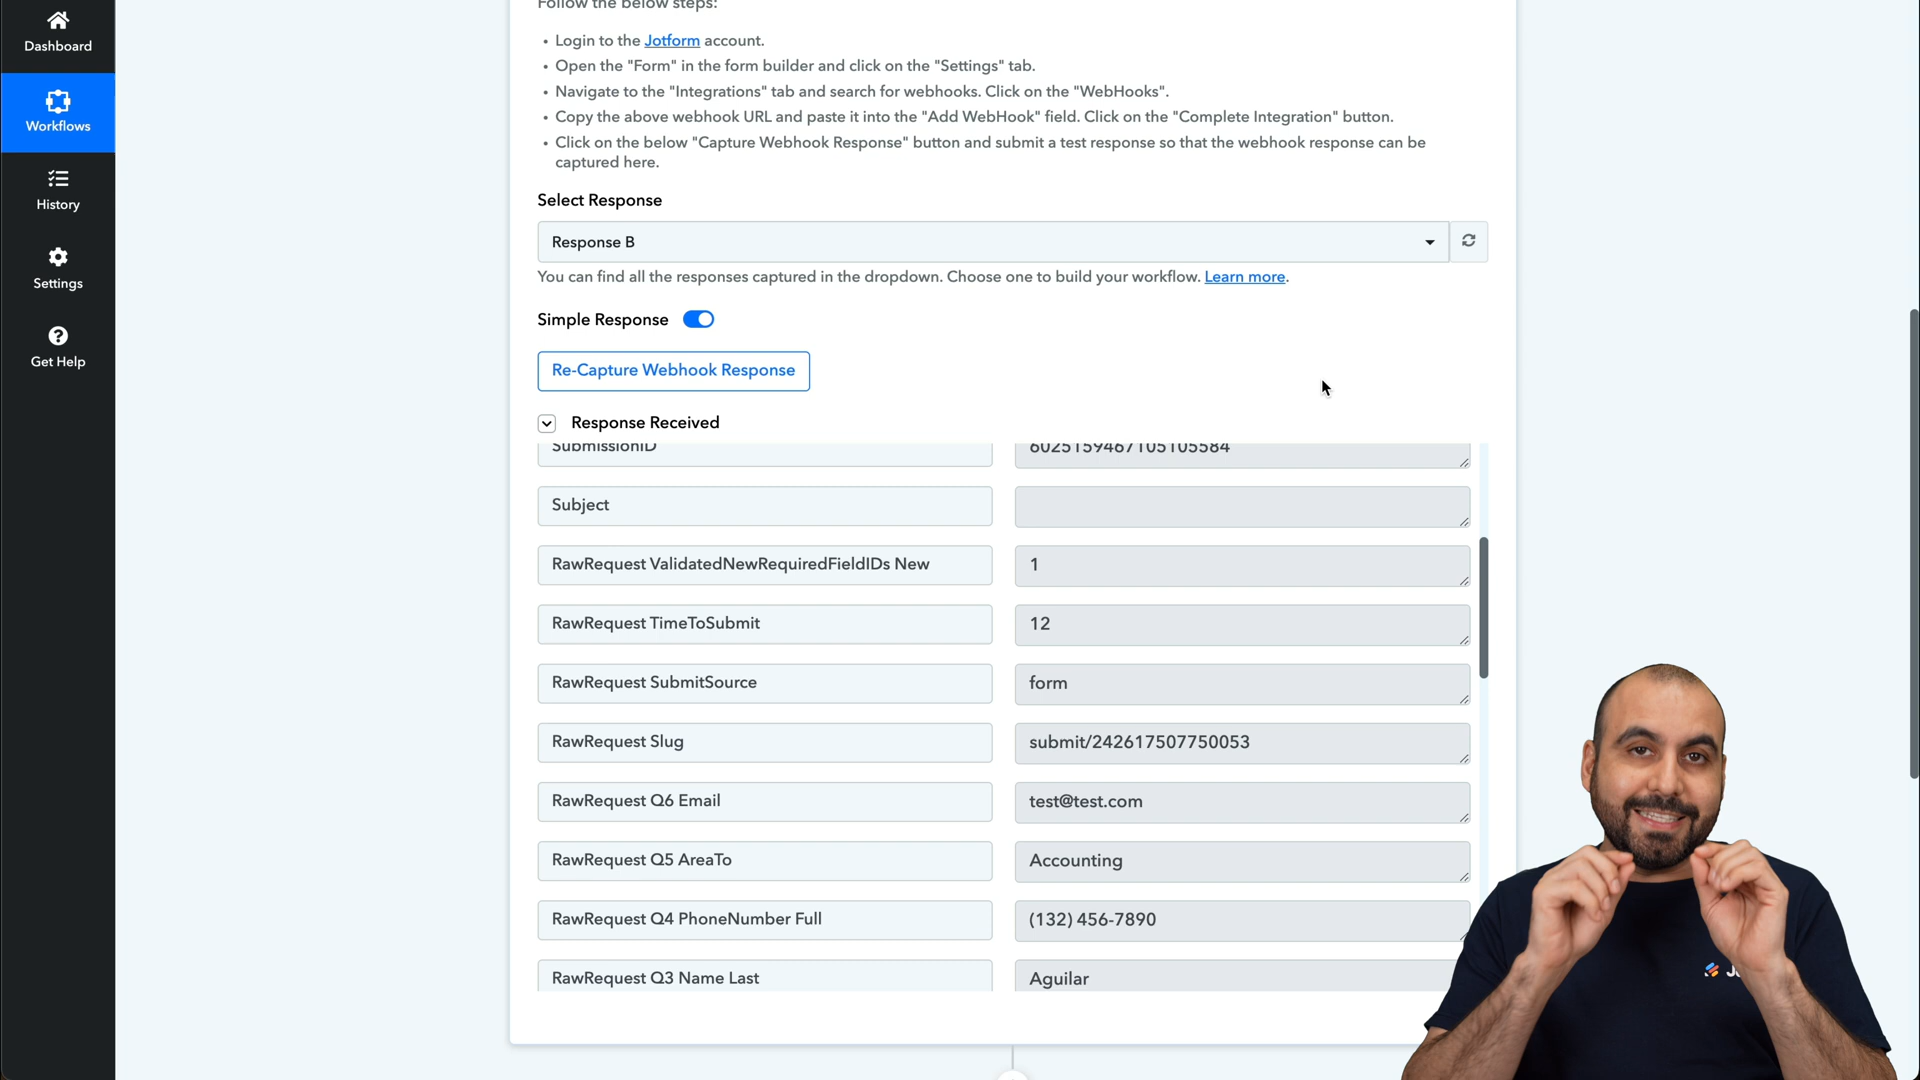 Follow the below steps:
Dashboard
Workflows
History
Settings
Get Help
• Login to the Jotform account.
• Open the "Form" in the form builder and click on the "Settings" tab.
• Navigate to the "Integrations" tab and search for webhooks. Click on the "WebHooks".
• Copy the above webhook URL and paste it into the "Add WebHook" field. Click on the "Complete Integration" button.
• Click on the below "Capture Webhook Response" button and submit a test response so that the webhook response can be
captured here.
Select Response
Response B
You can find all the responses captured in the dropdown. Choose one to build your workflow. Learn more.
Simple Response
Re-Capture Webhook Response
Response Received
SubmissionID 6025159467105105584
Subject
RawRequest ValidatedNewRequiredFieldIDs New 1
RawRequest TimeToSubmit 12
RawRequest SubmitSource form
RawRequest Slug submit/242617507750053
RawRequest Q6 Email test@test.com
RawRequest Q5 AreaTo Accounting
RawRequest Q4 PhoneNumber Full (132) 456-7890
RawRequest Q3 Name Last Aguilar